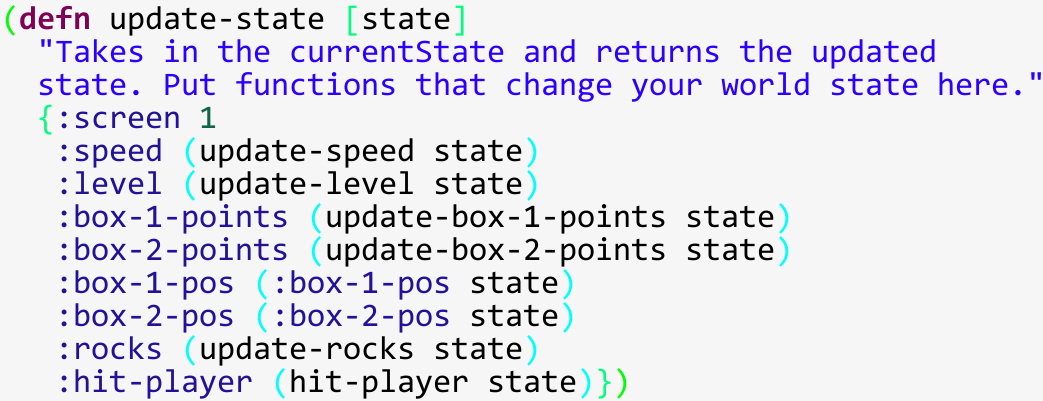 (defn update-state [state]
"Takes in the currentState and returns the updated
state. Put functions that change your world state here."
{:screen 1
:speed (update-speed state)
:level (update-level state)
:box-1-points (update-box-1-points state)
:box-2-points (update-box-2-points state)
:box-1-pos (:box-1-pos state)
:box-2-pos (:box-2-pos state)
:rocks (update-rocks state)
:hit-player (hit-player state)})